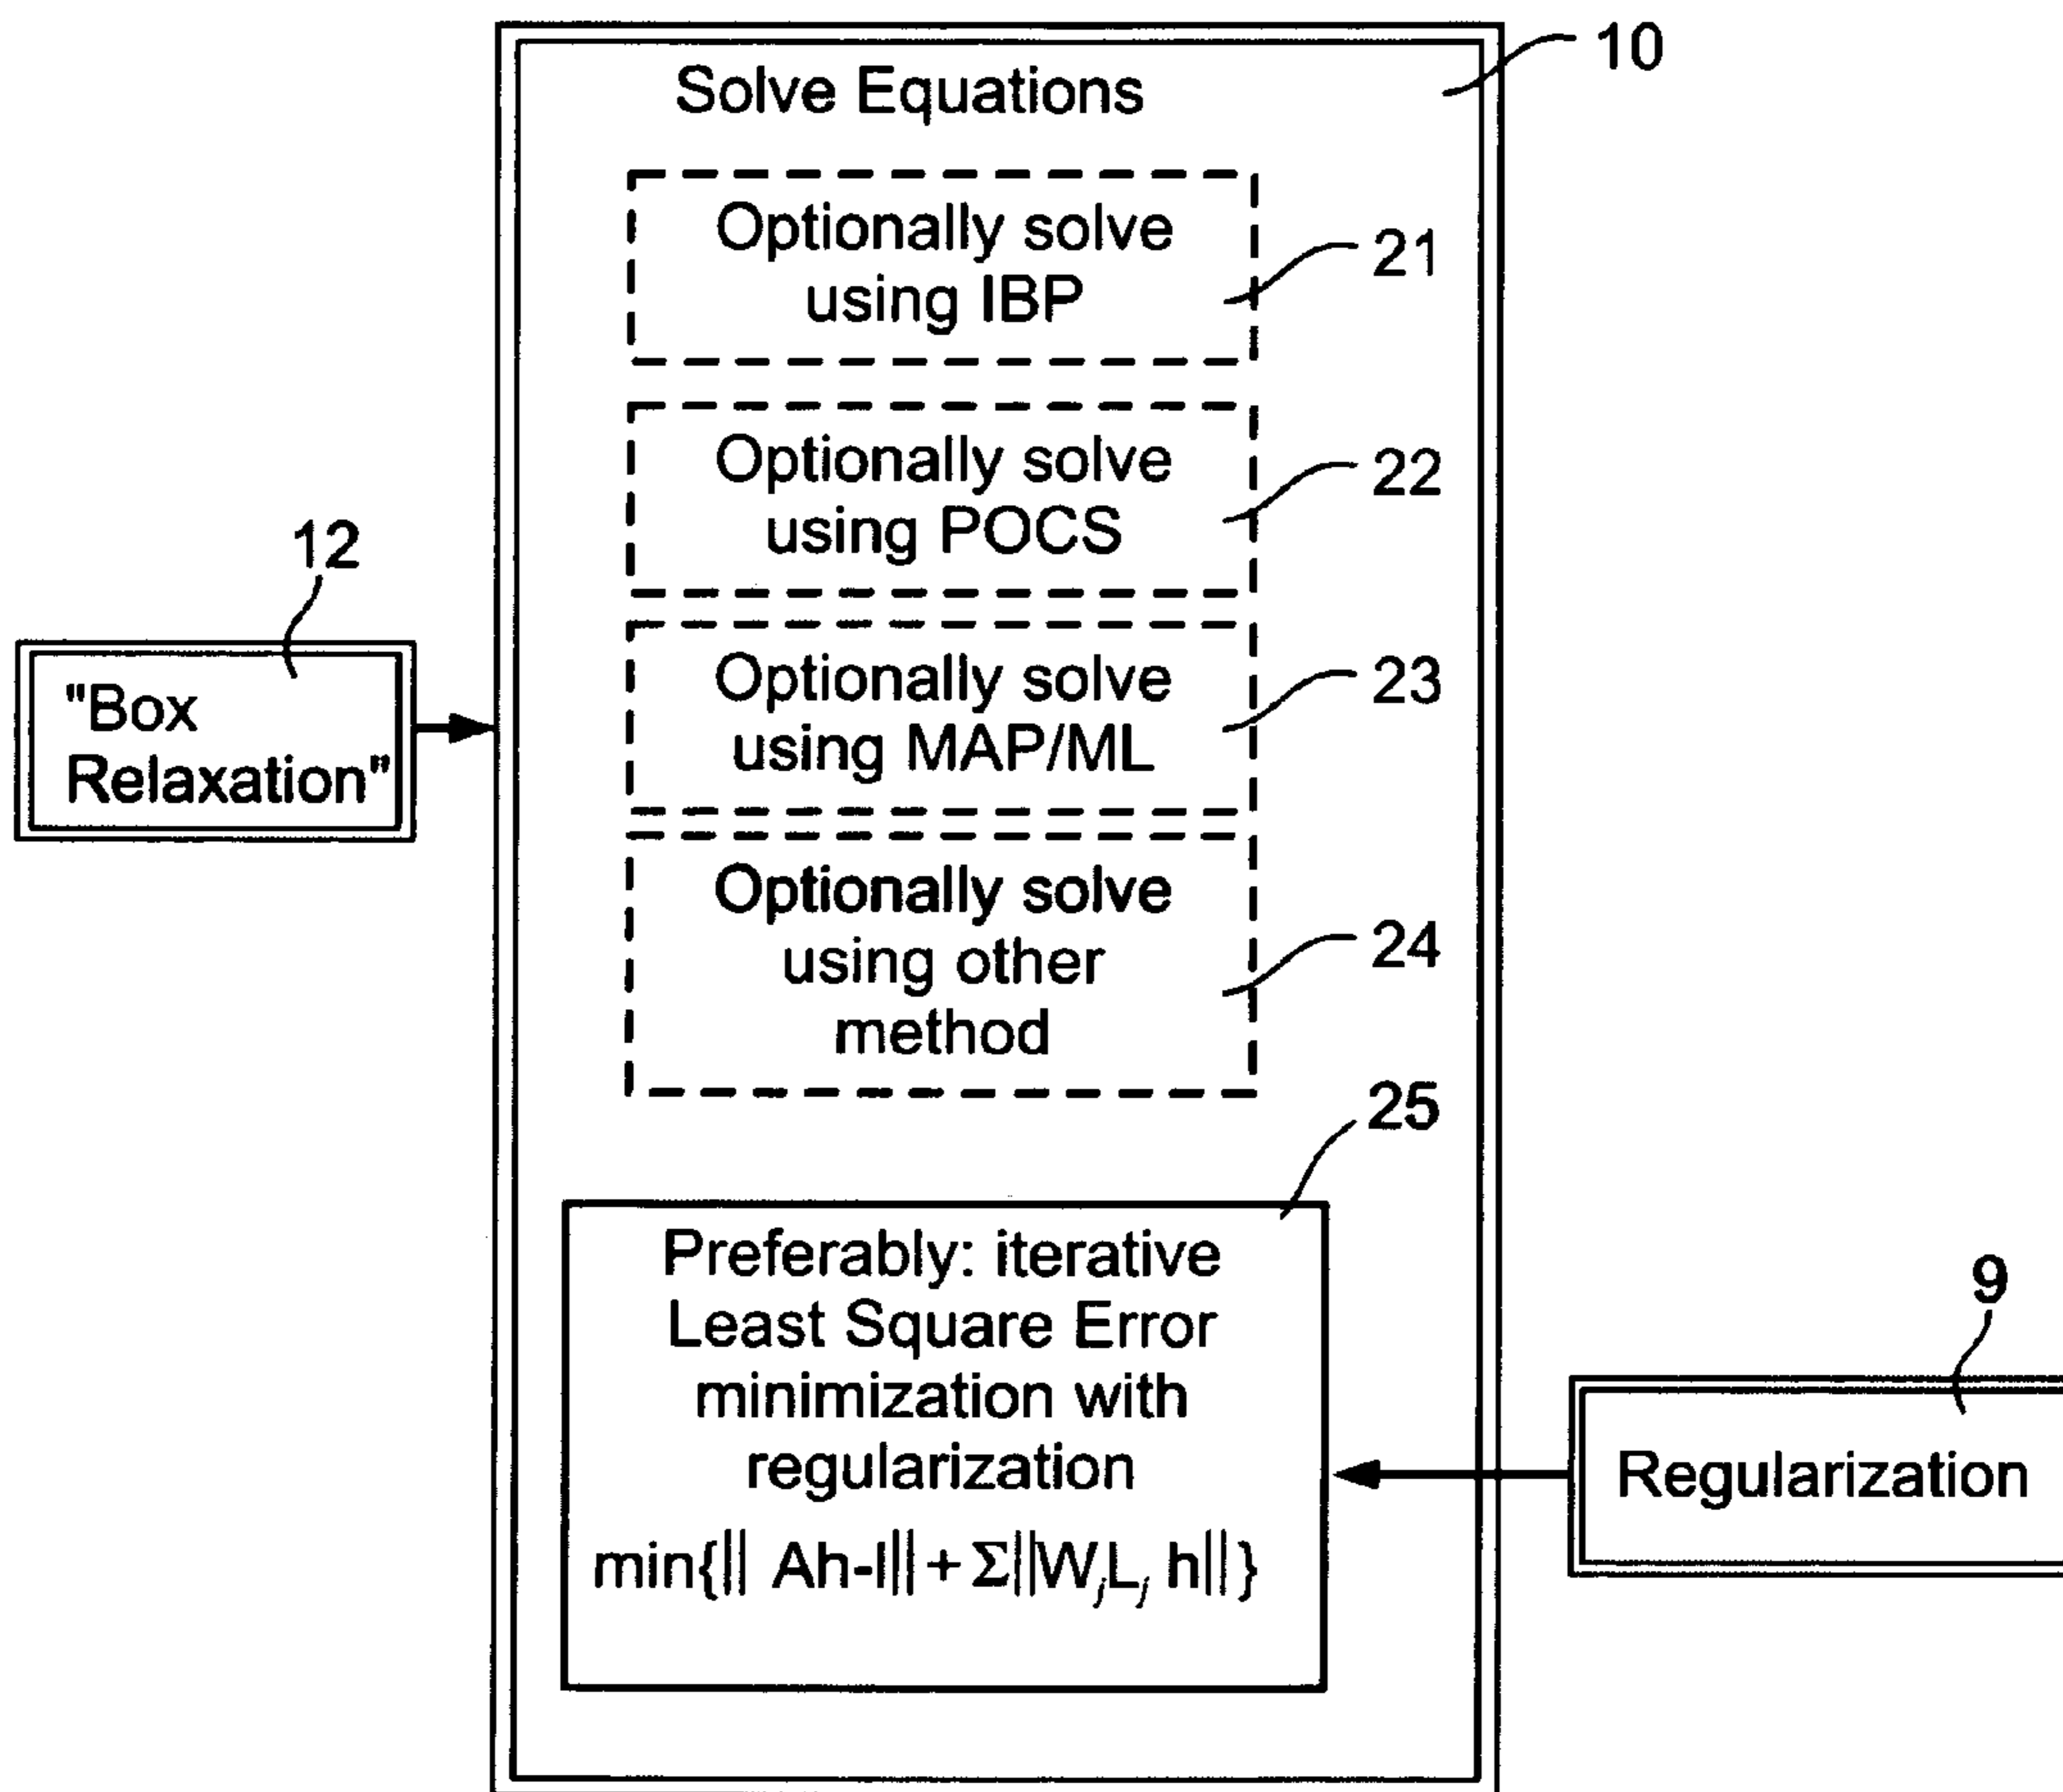 10
Solve Equations
Optionally solve
using IBP
21
Optionally solve
using POCS
22
12
Optionally solve
using MAP/ML
23
"Box
Relaxation"
Optionally solve
using other
method
24
25
Preferably: iterative
Least Square Error
minimization with
regularization
min{|| Ah-l|| + Σ||WⱼLⱼ h||}
9
Regularization